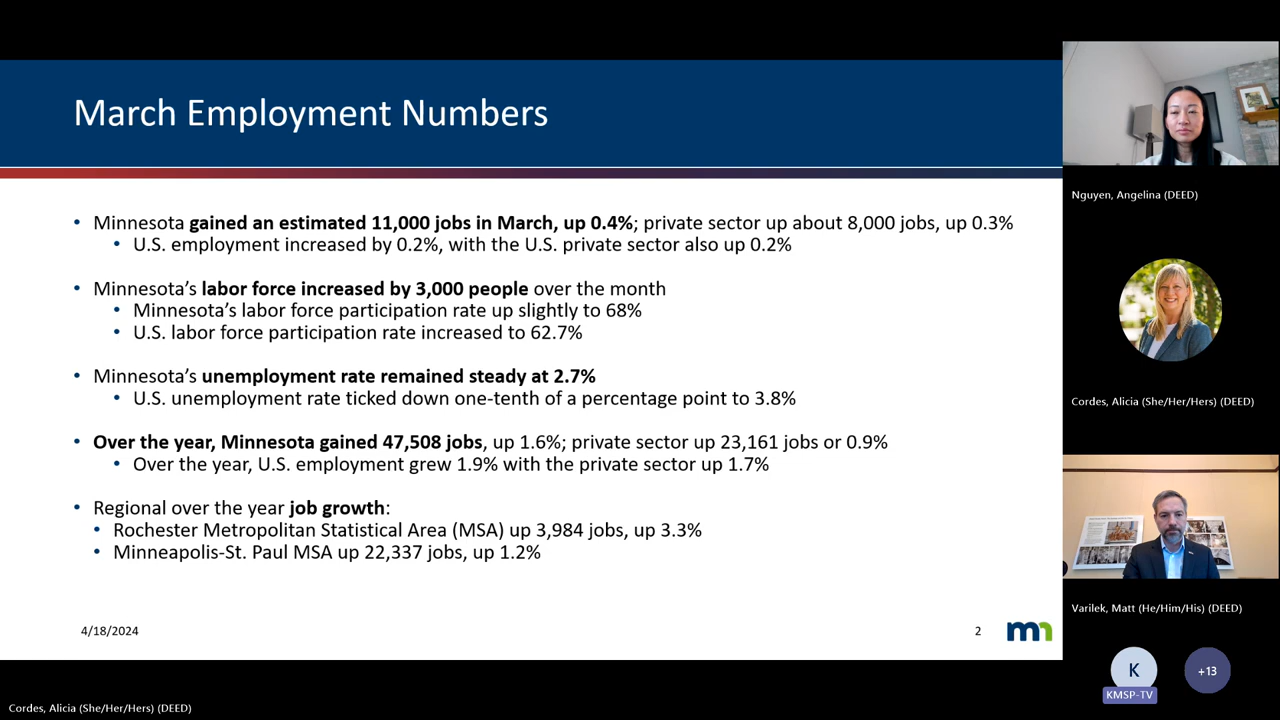 March Employment Numbers
• Minnesota gained an estimated 11,000 jobs in March, up 0.4%; private sector up about 8,000 jobs, up 0.3%
• U.S. employment increased by 0.2%, with the U.S. private sector also up 0.2%
• Minnesota’s labor force increased by 3,000 people over the month
• Minnesota’s labor force participation rate up slightly to 68%
• U.S. labor force participation rate increased to 62.7%
• Minnesota’s unemployment rate remained steady at 2.7%
• U.S. unemployment rate ticked down one-tenth of a percentage point to 3.8%
• Over the year, Minnesota gained 47,508 jobs, up 1.6%; private sector up 23,161 jobs or 0.9%
• Over the year, U.S. employment grew 1.9% with the private sector up 1.7%
• Regional over the year job growth:
• Rochester Metropolitan Statistical Area (MSA) up 3,984 jobs, up 3.3%
• Minneapolis-St. Paul MSA up 22,337 jobs, up 1.2%
4/18/2024
2
mn
Nguyen, Angelina (DEED)
Cordes, Alicia (She/Her/Hers) (DEED)
Varilek, Matt (He/Him/His) (DEED)
K
+13
KMSP-TV
Cordes, Alicia (She/Her/Hers) (DEED)